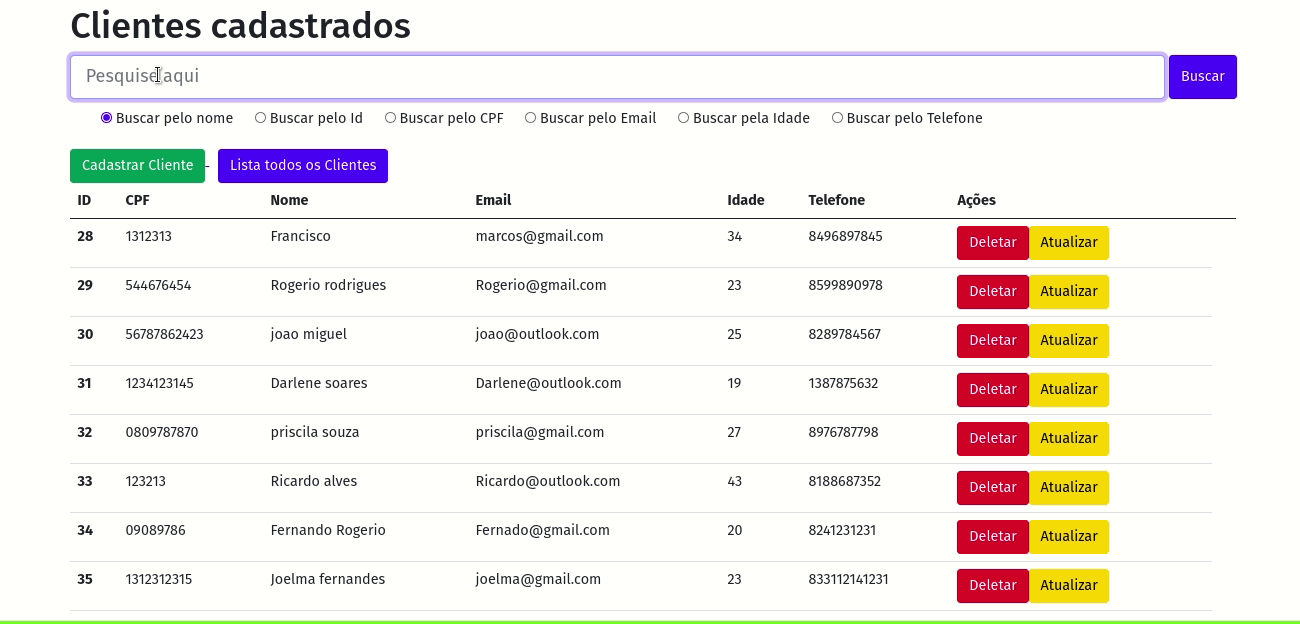 Clientes cadastrados
Pesquise aqui Buscar
Buscar pelo nome Buscar pelo Id Buscar pelo CPF Buscar pelo Email Buscar pela Idade Buscar pelo Telefone
Cadastrar Cliente - Lista todos os Clientes
ID CPF Nome Email Idade Telefone Ações
28 1312313 Francisco marcos@gmail.com 34 8496897845 Deletar Atualizar
29 544676454 Rogerio rodrigues Rogerio@gmail.com 23 8599890978 Deletar Atualizar
30 56787862423 joao miguel joao@outlook.com 25 8289784567 Deletar Atualizar
31 1234123145 Darlene soares Darlene@outlook.com 19 1387875632 Deletar Atualizar
32 0809787870 priscila souza priscila@gmail.com 27 8976787798 Deletar Atualizar
33 123213 Ricardo alves Ricardo@outlook.com 43 8188687352 Deletar Atualizar
34 09089786 Fernando Rogerio Fernado@gmail.com 20 8241231231 Deletar Atualizar
35 1312312315 Joelma fernandes joelma@gmail.com 23 833112141231 Deletar Atualizar